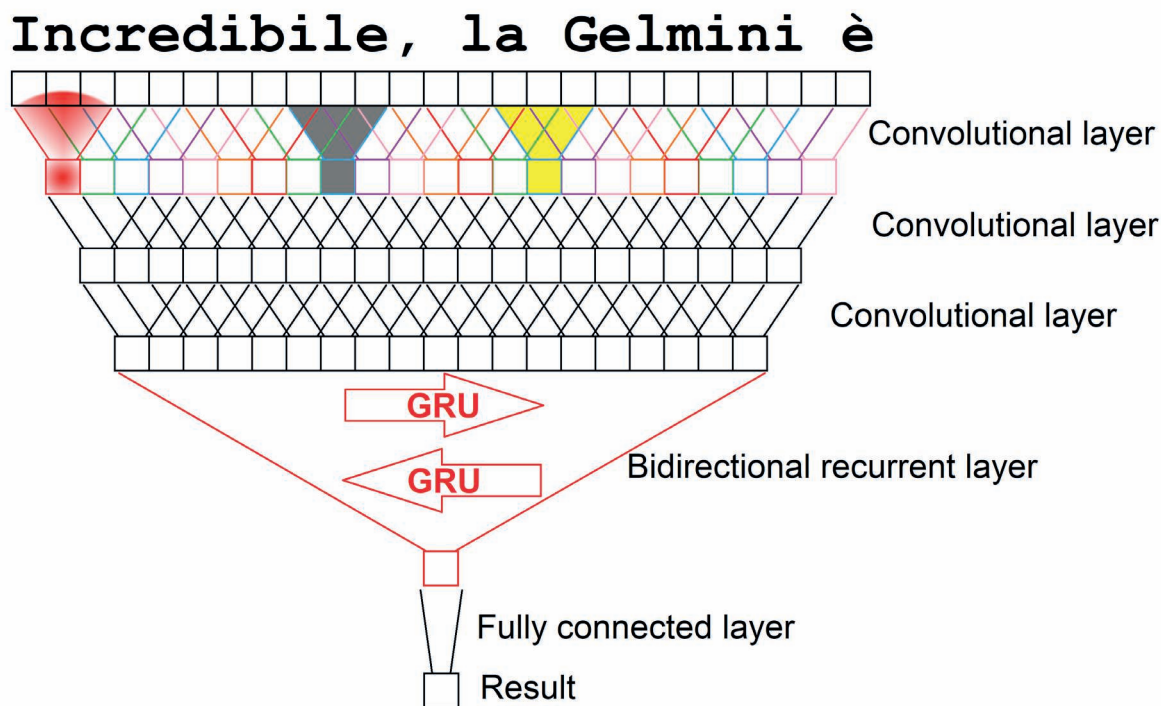 Incredibile, la Gelmini è
Convolutional layer
Convolutional layer
Convolutional layer
GRU
GRU
Bidirectional recurrent layer
Fully connected layer
Result